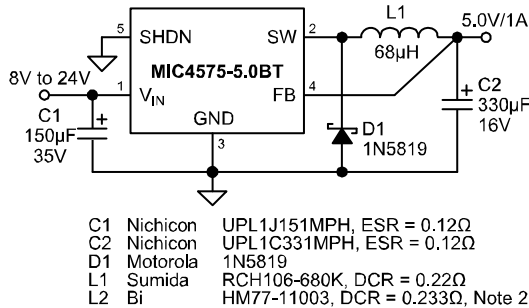 L1
5.0V/1A
5
SHDN
SW
2
68µH
8V to 24V
MIC4575-5.0BT
1
VIN
FB
4
C2
330µF
16V
C1
150µF
35V
GND
3
D1
1N5819
C1 Nichicon UPL1J151MPH, ESR = 0.12Ω
C2 Nichicon UPL1C331MPH, ESR = 0.12Ω
D1 Motorola 1N5819
L1 Sumida RCH106-680K, DCR = 0.22Ω
L2 Bi HM77-11003, DCR = 0.233Ω, Note 2